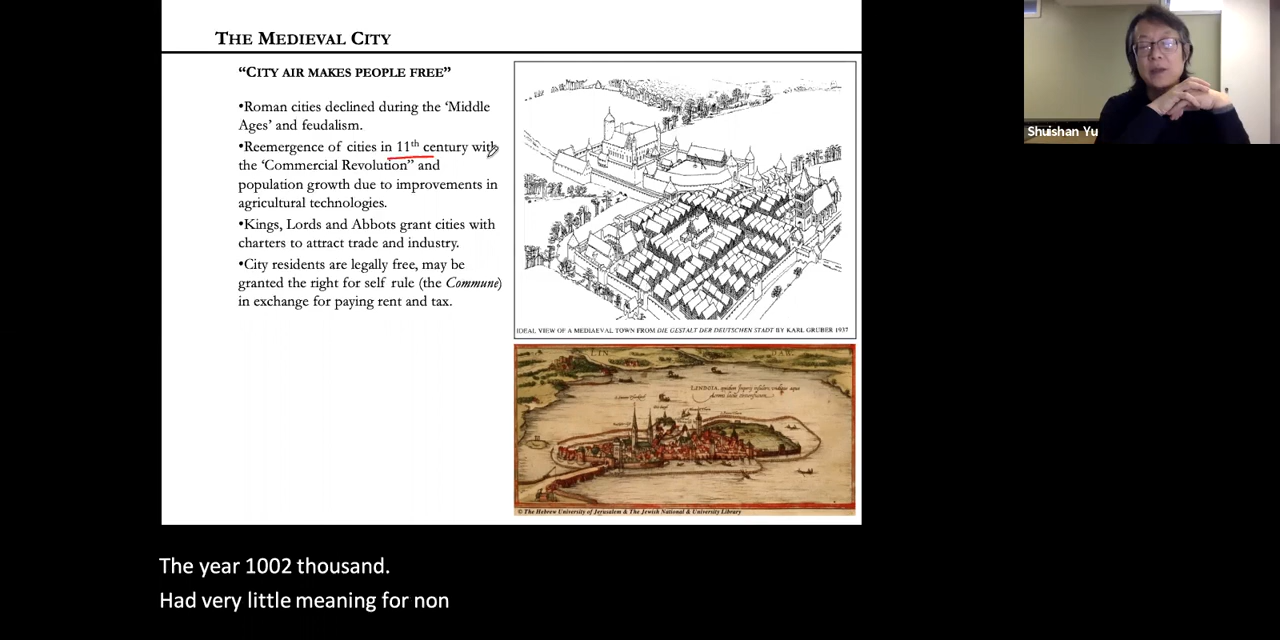 THE MEDIEVAL CITY
“CITY AIR MAKES PEOPLE FREE”
•Roman cities declined during the ‘Middle
Ages’ and feudalism.
•Reemergence of cities in 11th century with
the ‘Commercial Revolution” and
population growth due to improvements in
agricultural technologies.
•Kings, Lords and Abbots grant cities with
charters to attract trade and industry.
•City residents are legally free, may be
granted the right for self rule (the Commune)
in exchange for paying rent and tax.
IDEAL VIEW OF A MEDIAEVAL TOWN FROM DIE GESTALT DER DEUTSCHEN STADT BY KARL GRUBER 1937
LIN DAW.
© The Hebrew University of Jerusalem & The Jewish National & University Library
Shuishan Yu
The year 1002 thousand.
Had very little meaning for non